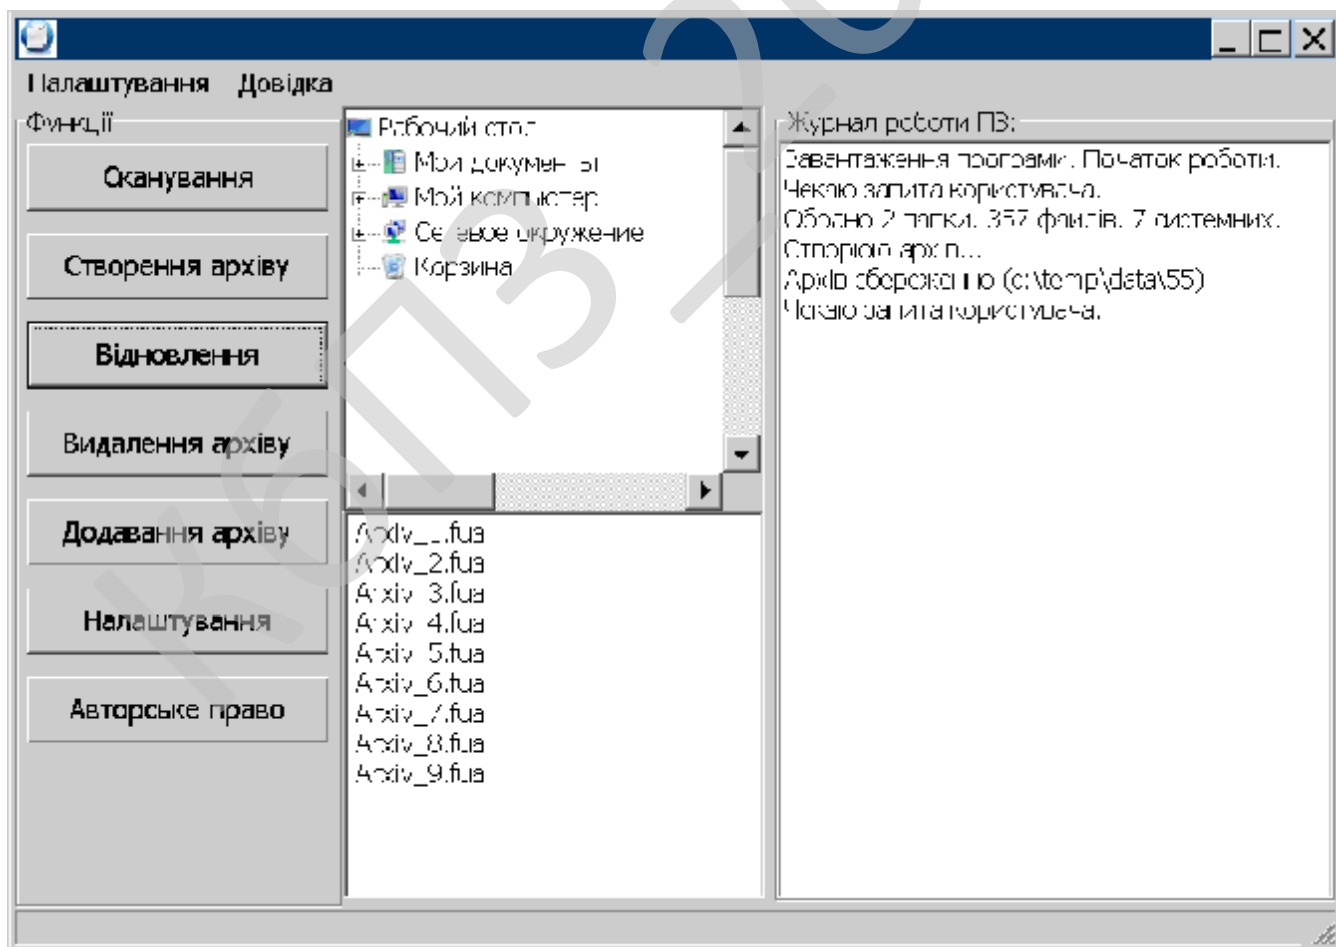 Налаштування Довідка
Функції
Сканування
Створення архіву
Відновлення
Видалення архіву
Додавання архіву
Налаштування
Авторське право
Рабочий стол
Мои документы
Мой компьютер
Сетевое окружение
Корзина
Arxiv_1.fua
Arxiv_2.fua
Arxiv_3.fua
Arxiv_4.fua
Arxiv_5.fua
Arxiv_6.fua
Arxiv_7.fua
Arxiv_8.fua
Arxiv_9.fua
Журнал роботи ПЗ:
Завантаження програми. Початок роботи.
Чекаю запита користувача.
Обрано 2 папки. 357 файлів. 7 системних.
Створюю архів...
Архів збереженно (c:\temp\data\55)
Чекаю запита користувача.